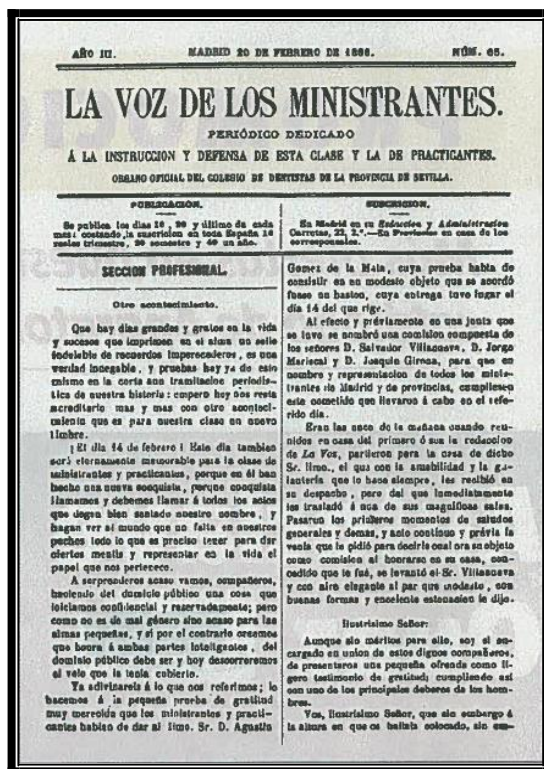 AÑO III.
MADRID 20 DE FEBRERO DE 1866.
NÚM. 65.
LA VOZ DE LOS MINISTRANTES.
PERIÓDICO DEDICADO
Á LA INSTRUCCION Y DEFENSA DE ESTA CLASE Y LA DE PRACTICANTES.
ORGANO OFICIAL DEL COLEGIO DE DENTISTAS DE LA PROVINCIA DE SEVILLA.
PUBLICACION.
Se publica los dias 10, 20 y último de cada
mes: costando la suscricion en toda España 10
reales trimestre, 20 semestre y 40 un año.
SUSCRICION.
En Madrid en su Redaccion y Administracion
Carretas, 22, 2.°—En Provincias en casa de los
corresponsales.
SECCION PROFESIONAL.
Otro acontecimiento.
Que hay dias grandes y gratos en la vida
y sucesos que imprimen en el alma un sello
indeleble de recuerdos imperecederos, es una
verdad innegable, y pruebas hay ya de esto
mismo en la corta aun tramitacion periodís-
tica de nuestra historia: empero hoy nos resta
acreditarlo mas y mas con otro aconteci-
miento que es para nuestra clase un nuevo
timbre.
¡El dia 14 de febrero! Este dia tambien
será eternamente memorable para la clase de
ministrantes y practicantes, porque en él han
hecho una nueva conquista, porque conquista
llamamos y debemos llamar á todos los actos
que dejen bien sentado nuestro nombre, y
hagan ver al mundo que no falta en nuestros
pechos todo lo que es preciso tener para dar
ciertos mentis y representar en la vida el
papel que nos pertenece.
A sorprenderos acaso vamos, compañeros,
haciendo del dominio público una cosa que
iniciamos confidencial y reservadamente; pero
como no es de mal género sino acaso para las
almas pequeñas, y si por el contrario creamos
que honra á ambas partes inteligentes, del
dominio público debe ser y hoy descorreremos
el velo que la tenia cubierto.
Ya adivinareis á lo que nos referimos; lo
hacemos á la pequeña prueba de gratitud
muy merecida que los ministrantes y practi-
cantes habian de dar al Ilmo. Sr. D. Agustin
Gomez de la Mata, cuya prueba habia de
consistir en un modesto objeto que se acordó
fuese un baston, cuya entrega tuvo lugar el
dia 14 del que rige.
Al efecto y préviamente en una junta que
se tuvo se nombró una comision compuesta de
los señores D. Salvador Villanueva, D. Jorge
Mariscal y D. Joaquin Girona, para que en
nombre y representacion de todos los minis-
trantes de Madrid y de provincias, cumpliesen
este cometido que llevaron á cabo en el refe-
rido dia.
Eran las once de la mañana cuando reu-
nidos en casa del primero ó sea la redaccion
de La Voz, partieron para la casa de dicho
Sr. Ilmo., el que con la amabilidad y la ga-
lantería que lo hace siempre, les recibió en
su despacho, pero del que inmediatamente
les trasladó á una de sus magníficas salas.
Pasaron los primeros momentos de saludos
generales y demas, y acto continuo y prévia la
venia que le pidió para decirle cual era su objeto
como comision al honrarse en su casa, con-
cedido que le fué, se levantó el Sr. Villanueva
y con aire elegante al par que modesto, con
buenas formas y excelente entonacion le dijo.
Ilustrísimo Señor:
Aunque sin méritos para ello, soy el en-
cargado en union de estos dignos compañeros,
de presentaros una pequeña ofrenda como li-
gero testimonio de gratitud; cumpliendo así
con uno de los principales deberes de los hom-
bres.
Vos, Ilustrísimo Señor, que sin embargo á
la altura en que os hallais colocado, sin em-